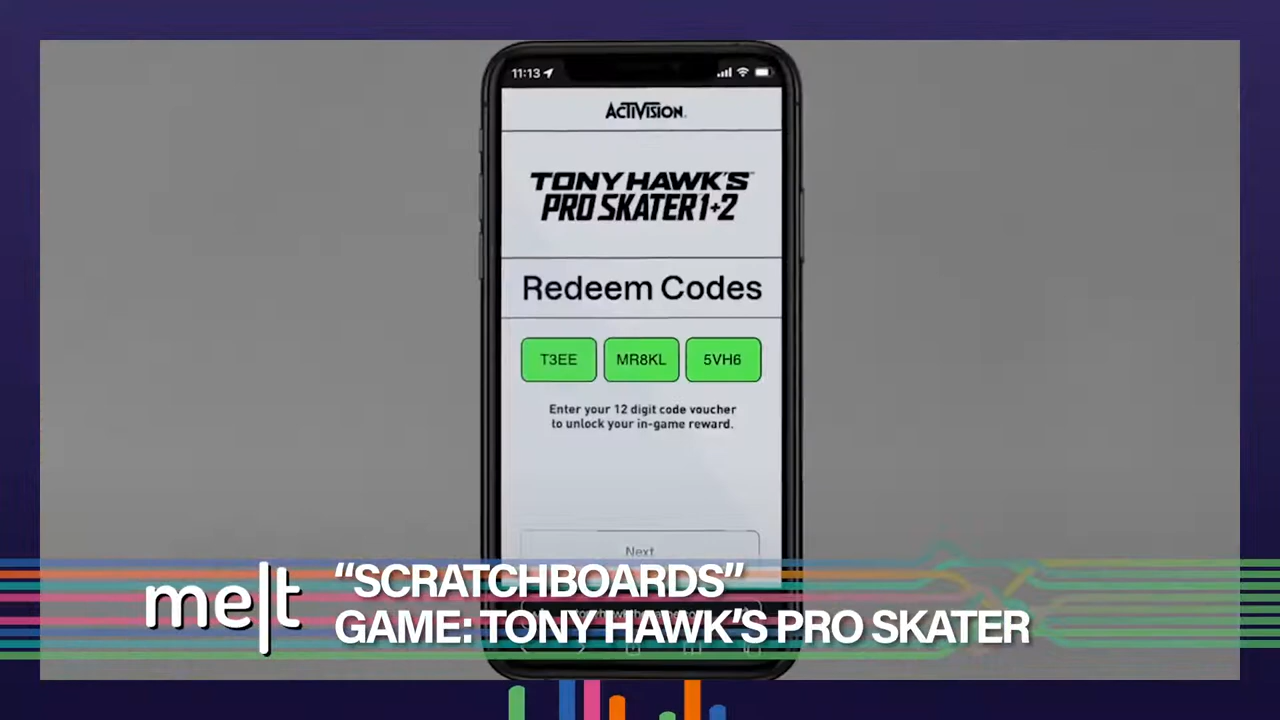 11:13
ACTIVISION
TONY HAWK'S™
PRO SKATER 1+2
Redeem Codes
T3EE MR8KL 5VH6
Enter your 12 digit code voucher
to unlock your in-game reward.
Next
melt
“SCRATCHBOARDS”
GAME: TONY HAWK’S PRO SKATER